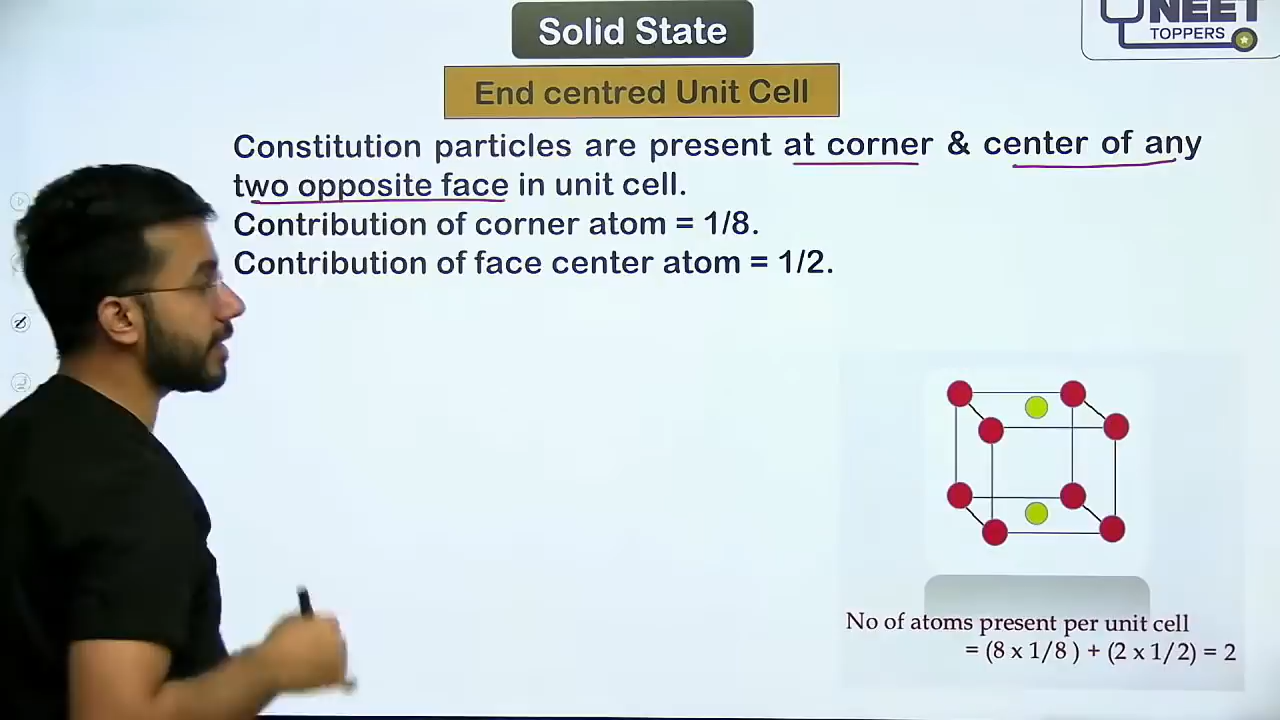 Solid State
NEET
TOPPERS
End centred Unit Cell
Constitution particles are present at corner & center of any
two opposite face in unit cell.
Contribution of corner atom = 1/8.
Contribution of face center atom = 1/2.
No of atoms present per unit cell
= (8 x 1/8 ) + (2 x 1/2) = 2